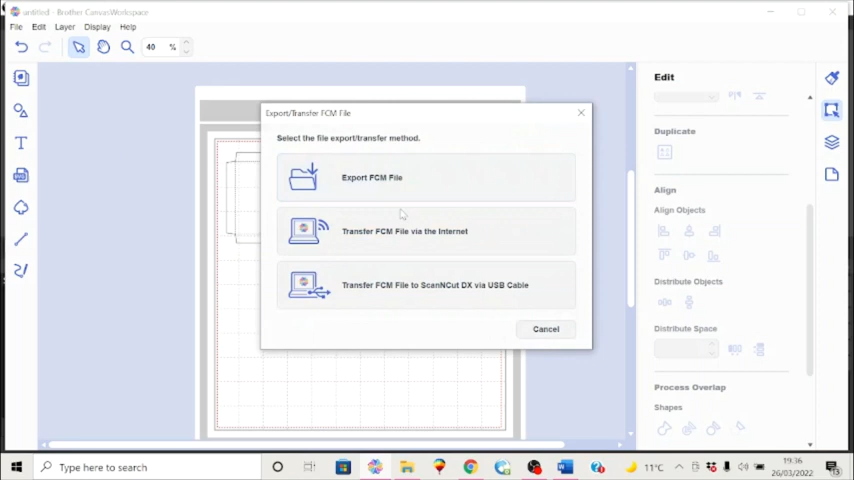 untitled - Brother CanvasWorkspace
File Edit Layer Display Help
40 %
Export/Transfer FCM File
Select the file export/transfer method.
Export FCM File
Transfer FCM File via the Internet
Transfer FCM File to ScanNCut DX via USB Cable
Cancel
Edit
Duplicate
Align
Align Objects
Distribute Objects
Distribute Space
Process Overlap
Shapes
Type here to search
11°C
19:36
26/03/2022